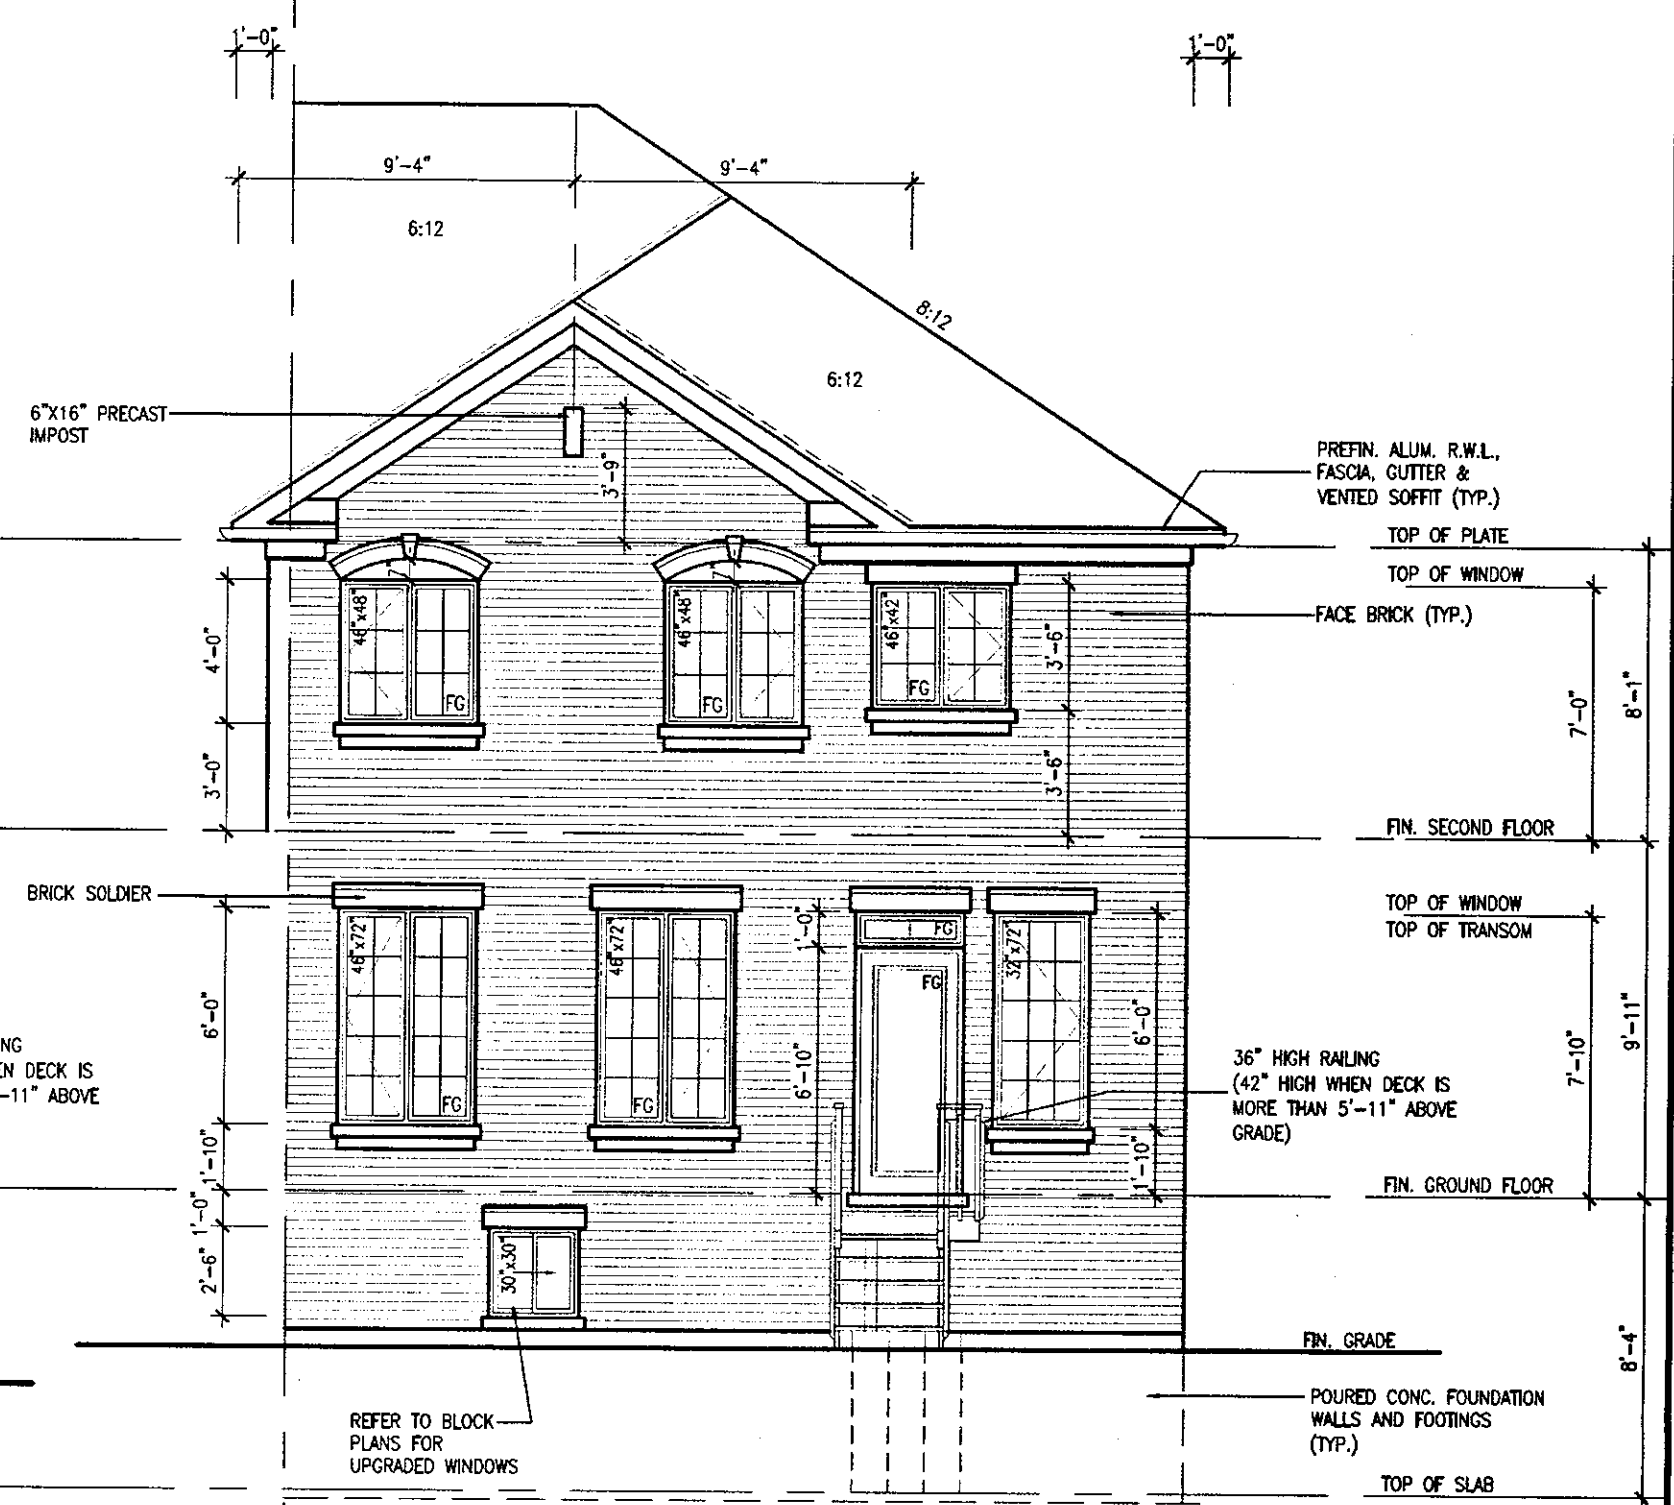 1'-0"
1'-0"
9'-4"
9'-4"
6:12
8:12
6:12
6"X16" PRECAST
IMPOST
3'-9"
PREFIN. ALUM. R.W.L.,
FASCIA, GUTTER &
VENTED SOFFIT (TYP.)
TOP OF PLATE
TOP OF WINDOW
FACE BRICK (TYP.)
7"
7"
46"x48"
46"x48"
46"x42"
FG
FG
FG
4'-0"
3'-0"
3'-6"
3'-6"
7'-0"
8'-1"
FIN. SECOND FLOOR
BRICK SOLDIER
TOP OF WINDOW
TOP OF TRANSOM
46"x72"
46"x72"
32"x72"
1'-0"
FG
FG
FG
FG
6'-0"
6'-10"
6'-0"
7'-10"
9'-11"
NG
EN DECK IS
-11" ABOVE
36" HIGH RAILING
(42" HIGH WHEN DECK IS
MORE THAN 5'-11" ABOVE
GRADE)
1'-10"
1'-10"
FIN. GROUND FLOOR
1'-0"
2'-6"
30"x30"
FIN. GRADE
8'-4"
REFER TO BLOCK
PLANS FOR
UPGRADED WINDOWS
POURED CONC. FOUNDATION
WALLS AND FOOTINGS
(TYP.)
TOP OF SLAB